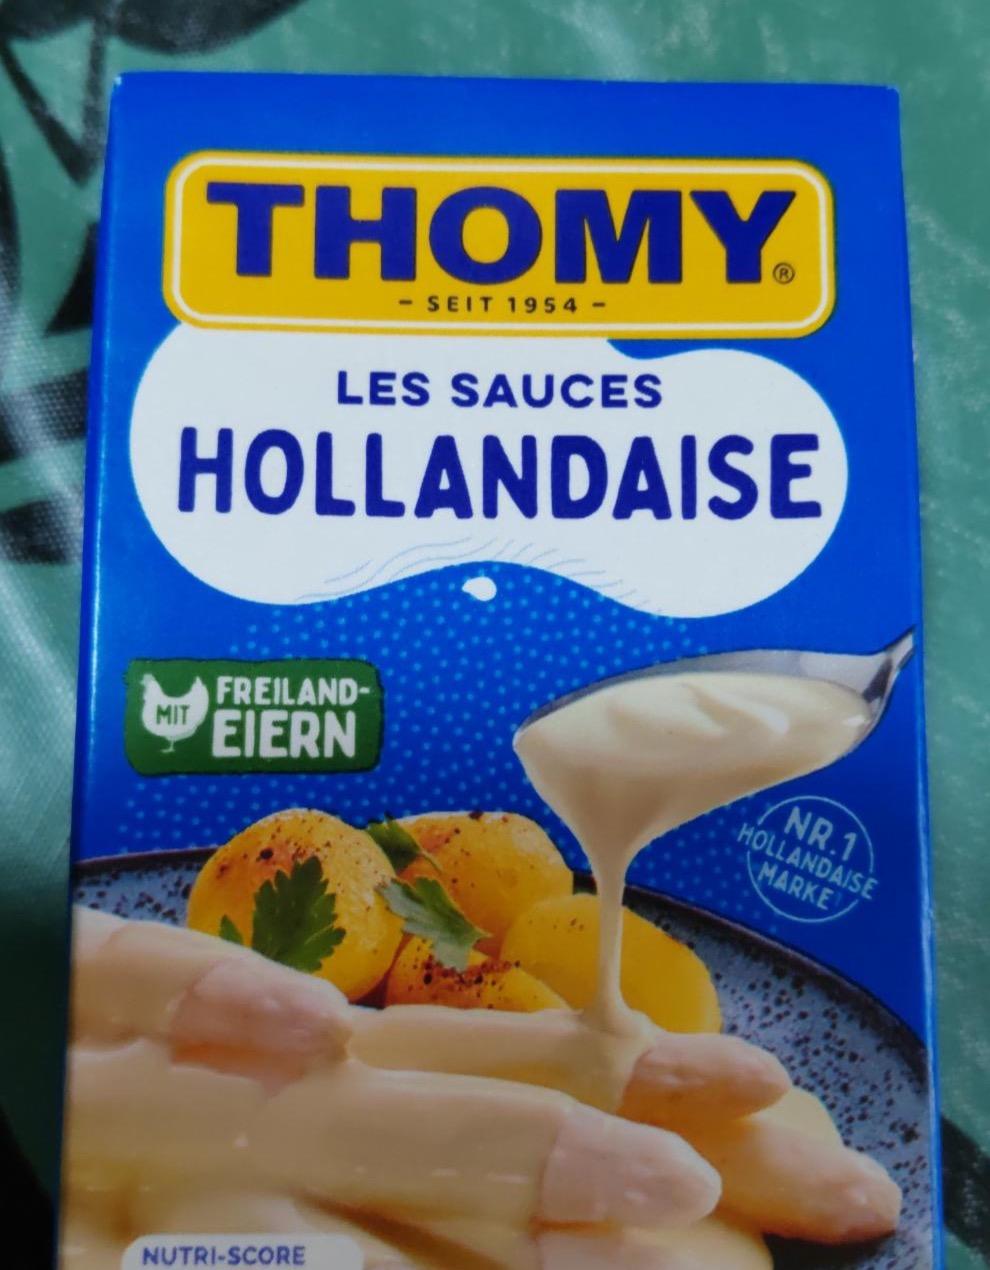 THOMY®
- SEIT 1954 -
LES SAUCES
HOLLANDAISE
MIT
FREILAND-
EIERN
NR.1
HOLLANDAISE
MARKE
NUTRI-SCORE